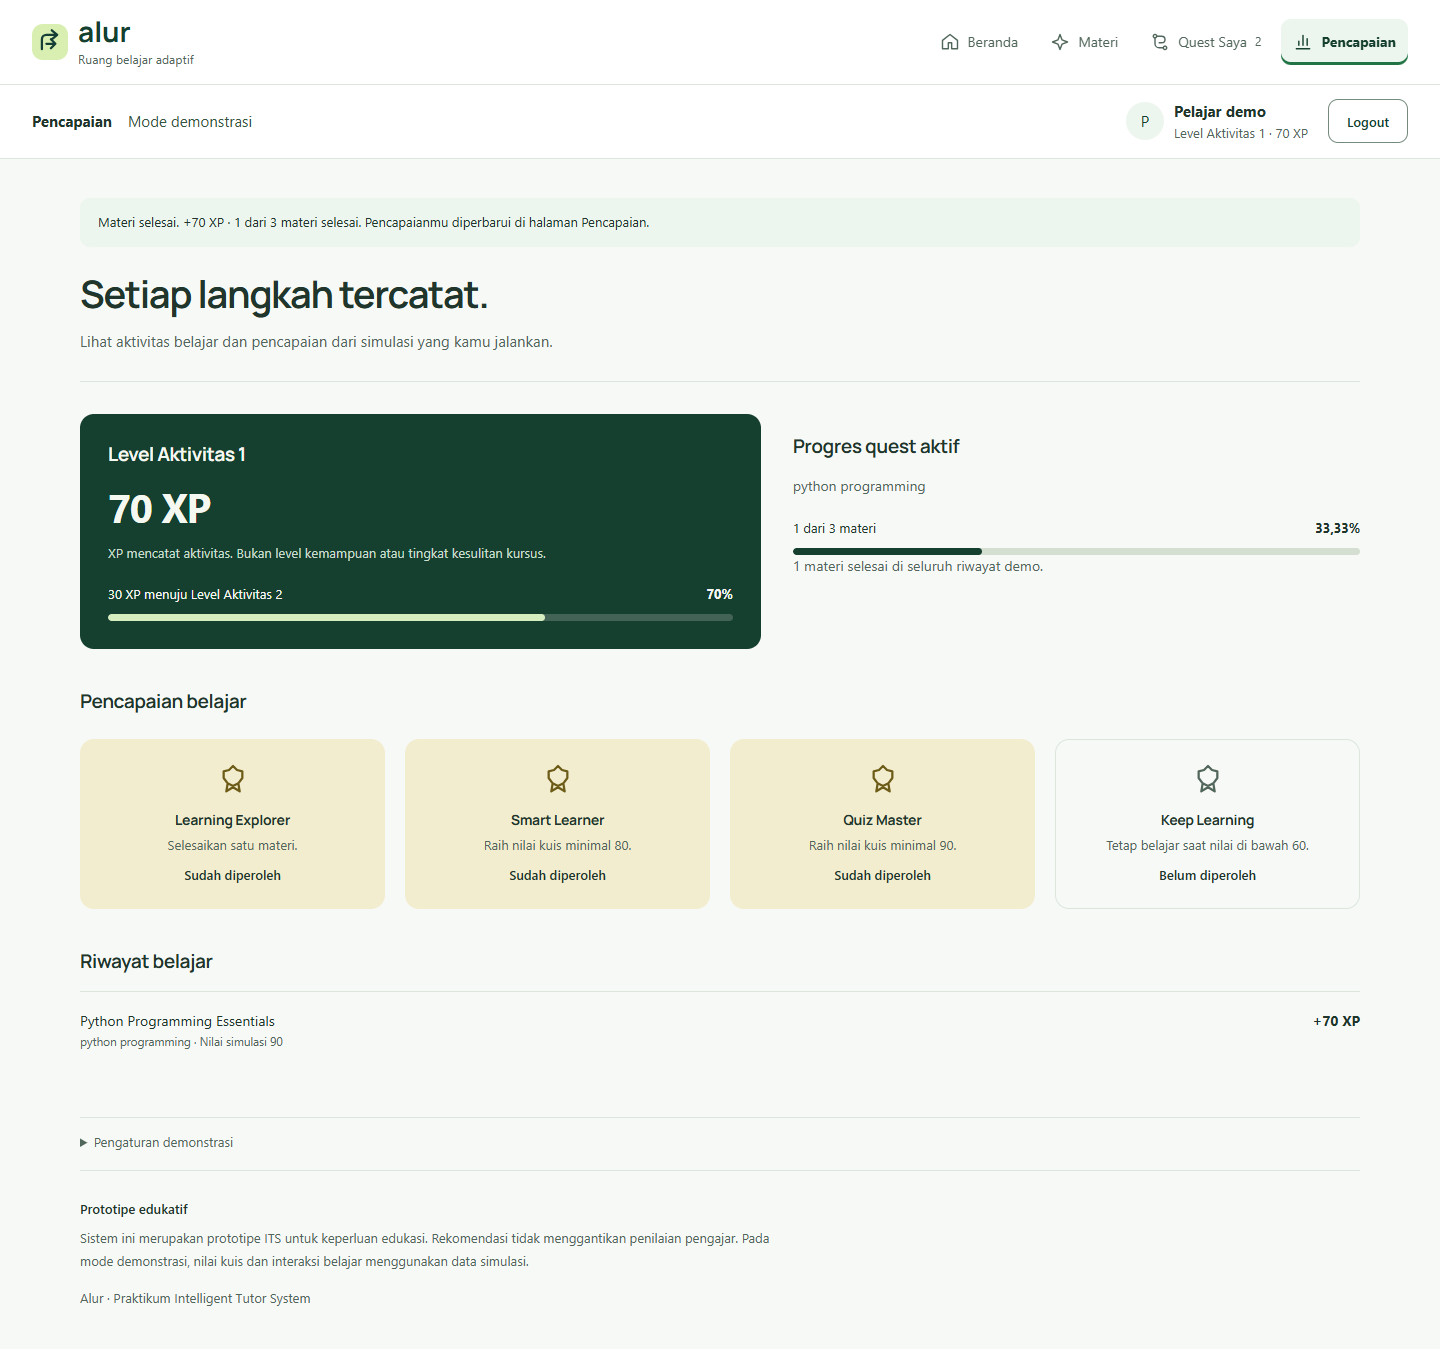 alur
Ruang belajar adaptif
Beranda
Materi
Quest Saya 2
Pencapaian
Pencapaian Mode demonstrasi
P
Pelajar demo
Level Aktivitas 1 · 70 XP
Logout
Materi selesai. +70 XP · 1 dari 3 materi selesai. Pencapaianmu diperbarui di halaman Pencapaian.
Setiap langkah tercatat.
Lihat aktivitas belajar dan pencapaian dari simulasi yang kamu jalankan.
Level Aktivitas 1
70 XP
XP mencatat aktivitas. Bukan level kemampuan atau tingkat kesulitan kursus.
30 XP menuju Level Aktivitas 2 70%
Progres quest aktif
python programming
1 dari 3 materi 33,33%
1 materi selesai di seluruh riwayat demo.
Pencapaian belajar
Learning Explorer
Selesaikan satu materi.
Sudah diperoleh
Smart Learner
Raih nilai kuis minimal 80.
Sudah diperoleh
Quiz Master
Raih nilai kuis minimal 90.
Sudah diperoleh
Keep Learning
Tetap belajar saat nilai di bawah 60.
Belum diperoleh
Riwayat belajar
Python Programming Essentials +70 XP
python programming · Nilai simulasi 90
Pengaturan demonstrasi
Prototipe edukatif
Sistem ini merupakan prototipe ITS untuk keperluan edukasi. Rekomendasi tidak menggantikan penilaian pengajar. Pada
mode demonstrasi, nilai kuis dan interaksi belajar menggunakan data simulasi.
Alur · Praktikum Intelligent Tutor System